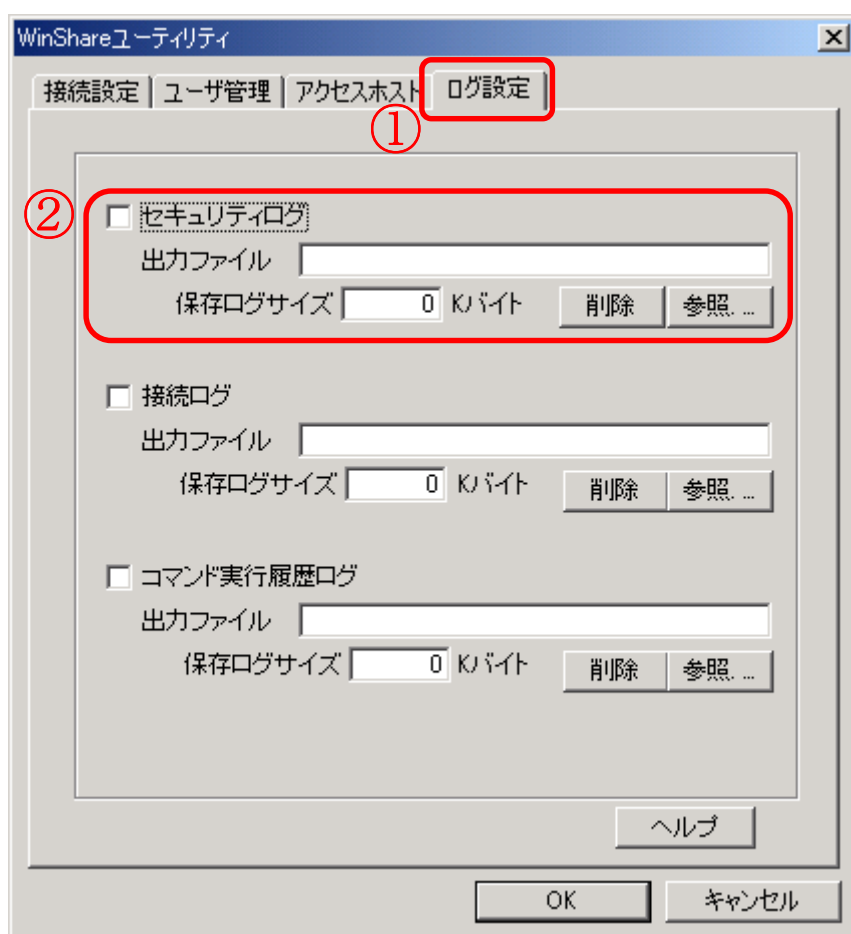 WinShareユーティリティ
接続設定 ユーザ管理 アクセスホスト ログ設定
①
②
セキュリティログ
出力ファイル
保存ログサイズ 0 Kバイト 削除 参照. ...
接続ログ
出力ファイル
保存ログサイズ 0 Kバイト 削除 参照. ...
コマンド実行履歴ログ
出力ファイル
保存ログサイズ 0 Kバイト 削除 参照. ...
ヘルプ
OK キャンセル